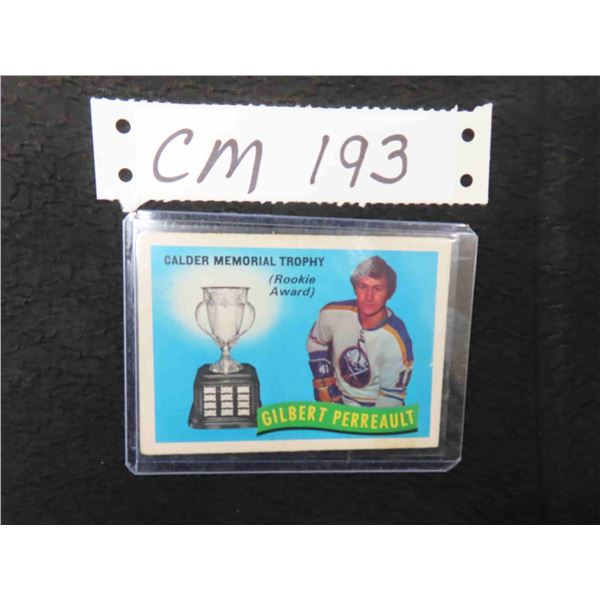 CM 193
CALDER MEMORIAL TROPHY
(Rookie
Award)
GILBERT PERREAULT